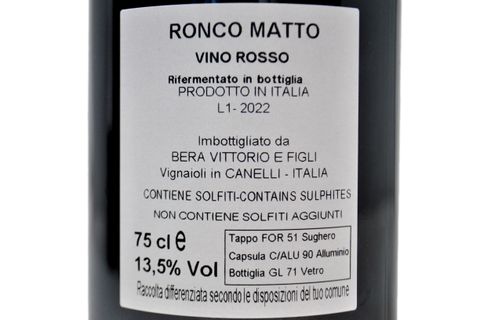 RONCO MATTO
VINO ROSSO
Rifermentato in bottiglia
PRODOTTO IN ITALIA
L1- 2022
Imbottigliato da
BERA VITTORIO E FIGLI
Vignaioli in CANELLI - ITALIA
CONTIENE SOLFITI-CONTAINS SULPHITES
NON CONTIENE SOLFITI AGGIUNTI
75 cl e
13,5% Vol
Tappo FOR 51 Sughero
Capsula C/ALU 90 Alluminio
Bottiglia GL 71 Vetro
Raccolta differenziata secondo le disposizioni del tuo comune